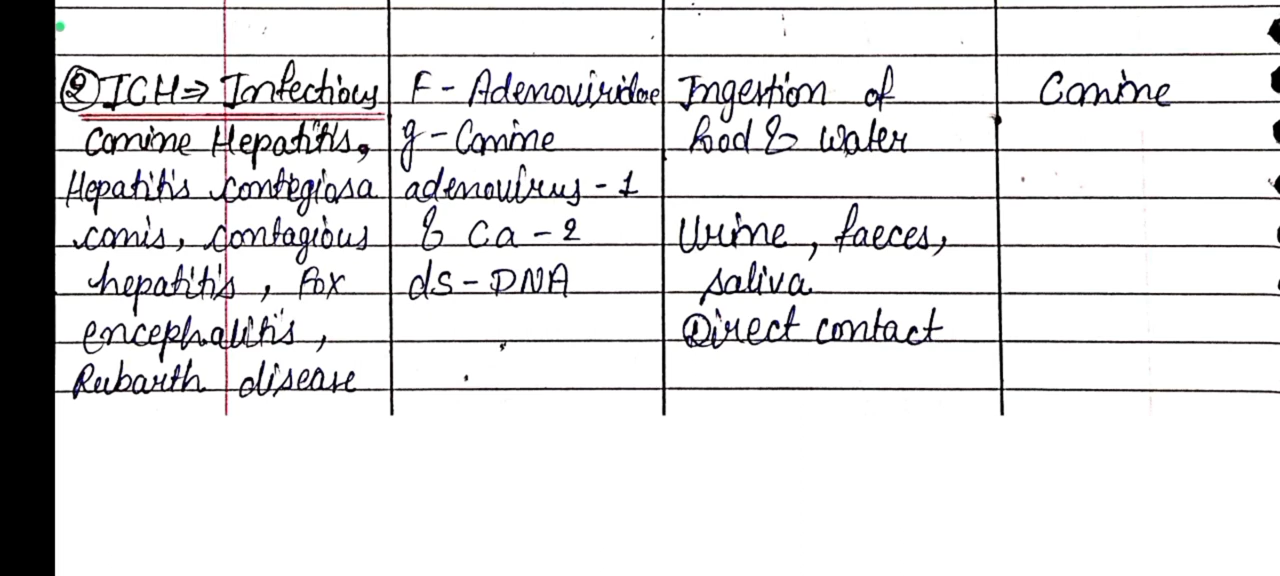 ② ICH ⇒ Infectious
canine Hepatitis,
Hepatitis contegiosa
canis, contagious
hepatitis, Fox
encephalitis,
Rubarth disease
F - Adenoviridae
g - Canine
adenovirus - 1
& Ca - 2
ds - DNA
Ingestion of
food & water
Urine, faeces,
saliva
Direct contact
Canine